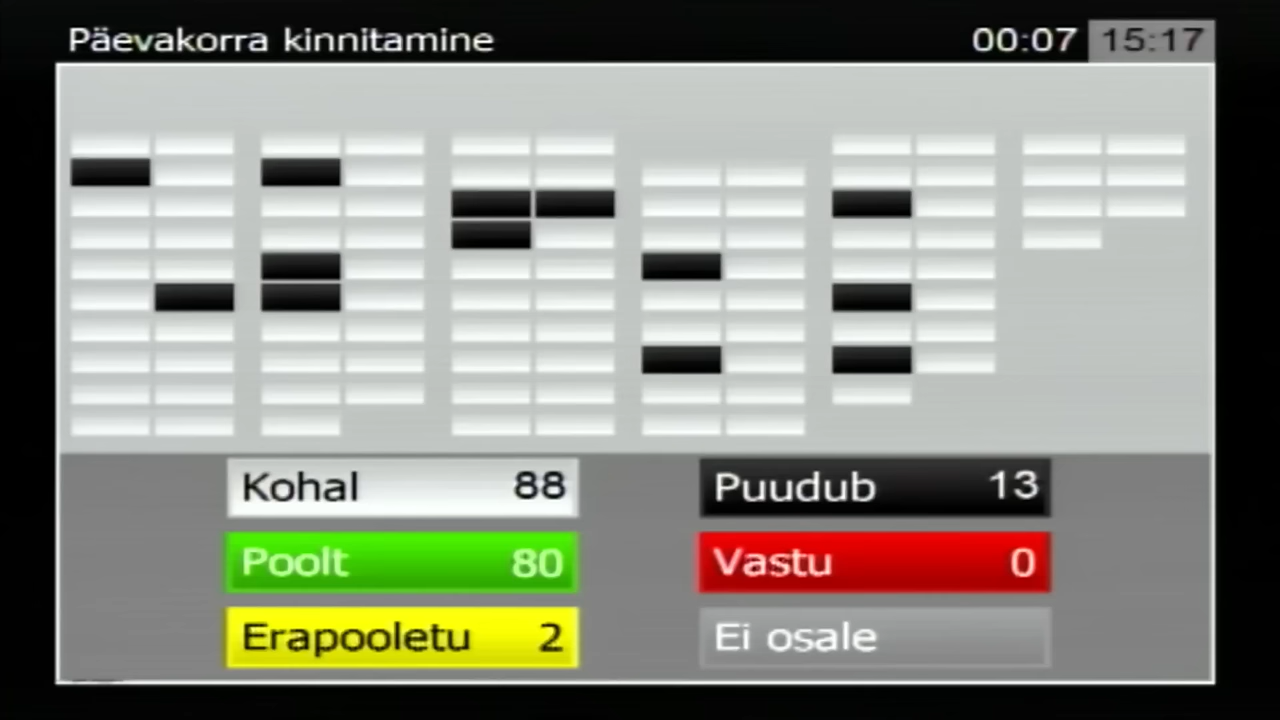 Päevakorra kinnitamine 00:07 15:17
Kohal 88 Puudub 13
Poolt 80 Vastu 0
Erapooletu 2 Ei osale